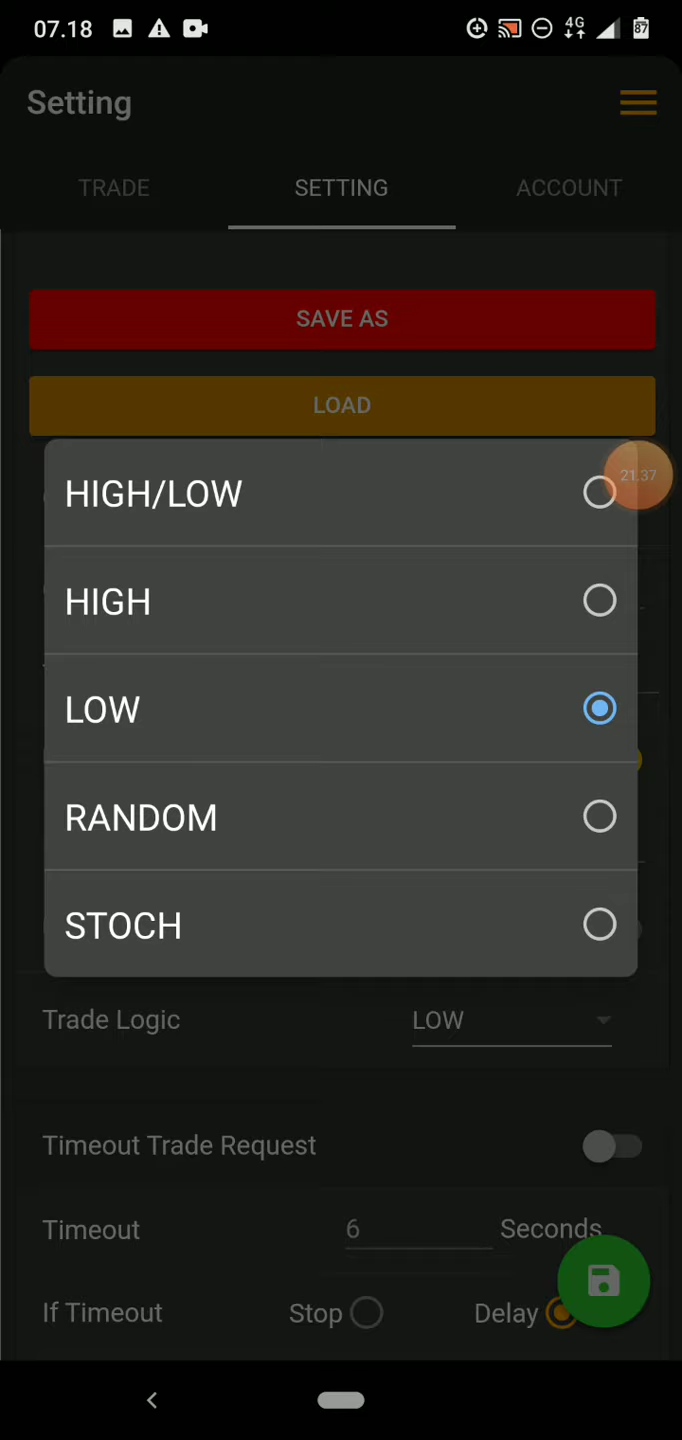 07.18
4G
87
Setting
TRADE SETTING ACCOUNT
SAVE AS
LOAD
HIGH/LOW
21.37
HIGH
LOW
RANDOM
STOCH
Trade Logic LOW
Timeout Trade Request
Timeout 6 Seconds
If Timeout Stop Delay